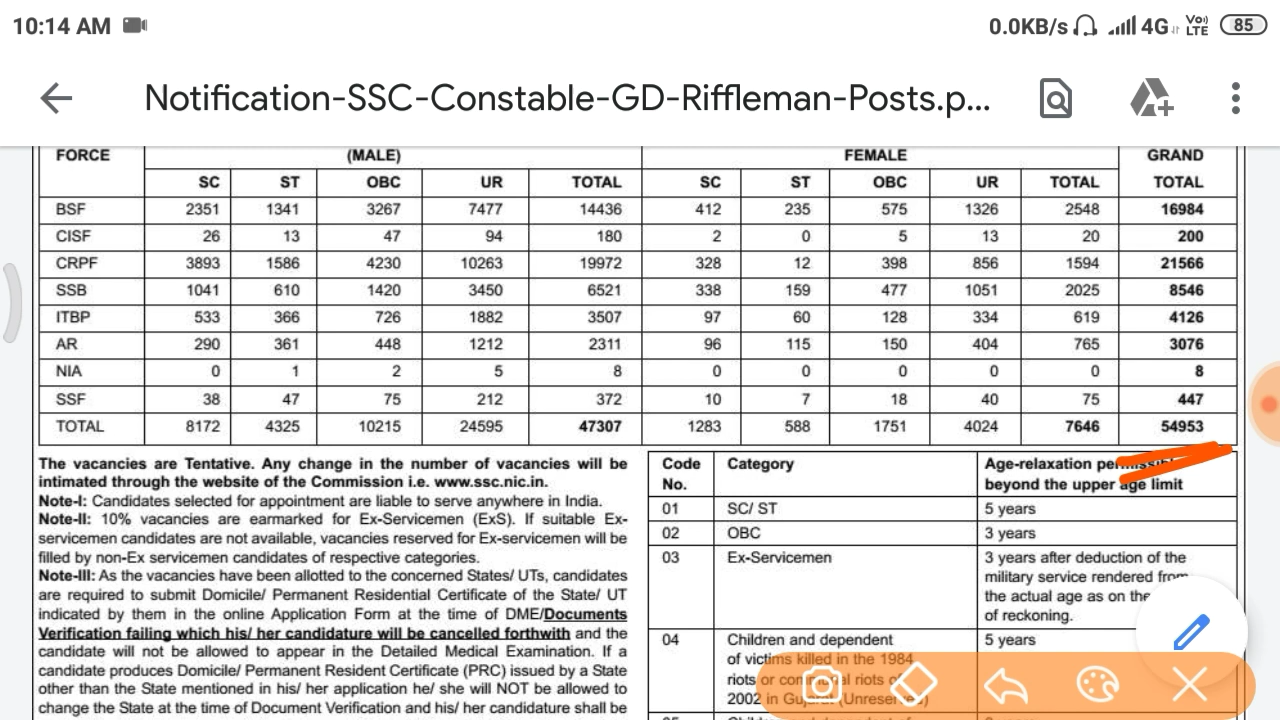 10:14 AM
0.0KB/s 4G Vo) LTE 85
Notification-SSC-Constable-GD-Riffleman-Posts.p...
FORCE (MALE) FEMALE GRAND
SC ST OBC UR TOTAL SC ST OBC UR TOTAL TOTAL
BSF 2351 1341 3267 7477 14436 412 235 575 1326 2548 16984
CISF 26 13 47 94 180 2 0 5 13 20 200
CRPF 3893 1586 4230 10263 19972 328 12 398 856 1594 21566
SSB 1041 610 1420 3450 6521 338 159 477 1051 2025 8546
ITBP 533 366 726 1882 3507 97 60 128 334 619 4126
AR 290 361 448 1212 2311 96 115 150 404 765 3076
NIA 0 1 2 5 8 0 0 0 0 0 8
SSF 38 47 75 212 372 10 7 18 40 75 447
TOTAL 8172 4325 10215 24595 47307 1283 588 1751 4024 7646 54953
The vacancies are Tentative. Any change in the number of vacancies will be
intimated through the website of the Commission i.e. www.ssc.nic.in.
Note-I: Candidates selected for appointment are liable to serve anywhere in India.
Note-II: 10% vacancies are earmarked for Ex-Servicemen (ExS). If suitable Ex-
servicemen candidates are not available, vacancies reserved for Ex-servicemen will be
filled by non-Ex servicemen candidates of respective categories.
Note-III: As the vacancies have been allotted to the concerned States/ UTs, candidates
are required to submit Domicile/ Permanent Residential Certificate of the State/ UT
indicated by them in the online Application Form at the time of DME/Documents
Verification failing which his/ her candidature will be cancelled forthwith and the
candidate will not be allowed to appear in the Detailed Medical Examination. If a
candidate produces Domicile/ Permanent Resident Certificate (PRC) issued by a State
other than the State mentioned in his/ her application he/ she will NOT be allowed to
change the State at the time of Document Verification and his/ her candidature shall be
Code Category Age-relaxation
No. beyond the upper age limit
01 SC/ ST 5 years
02 OBC 3 years
03 Ex-Servicemen 3 years after deduction of the
military service rendered from
the actual age as on the
of reckoning.
04 Children and dependent 5 years
of victims killed in the 1984
riots or communal riots
2002 in Gujarat (Unreserved)